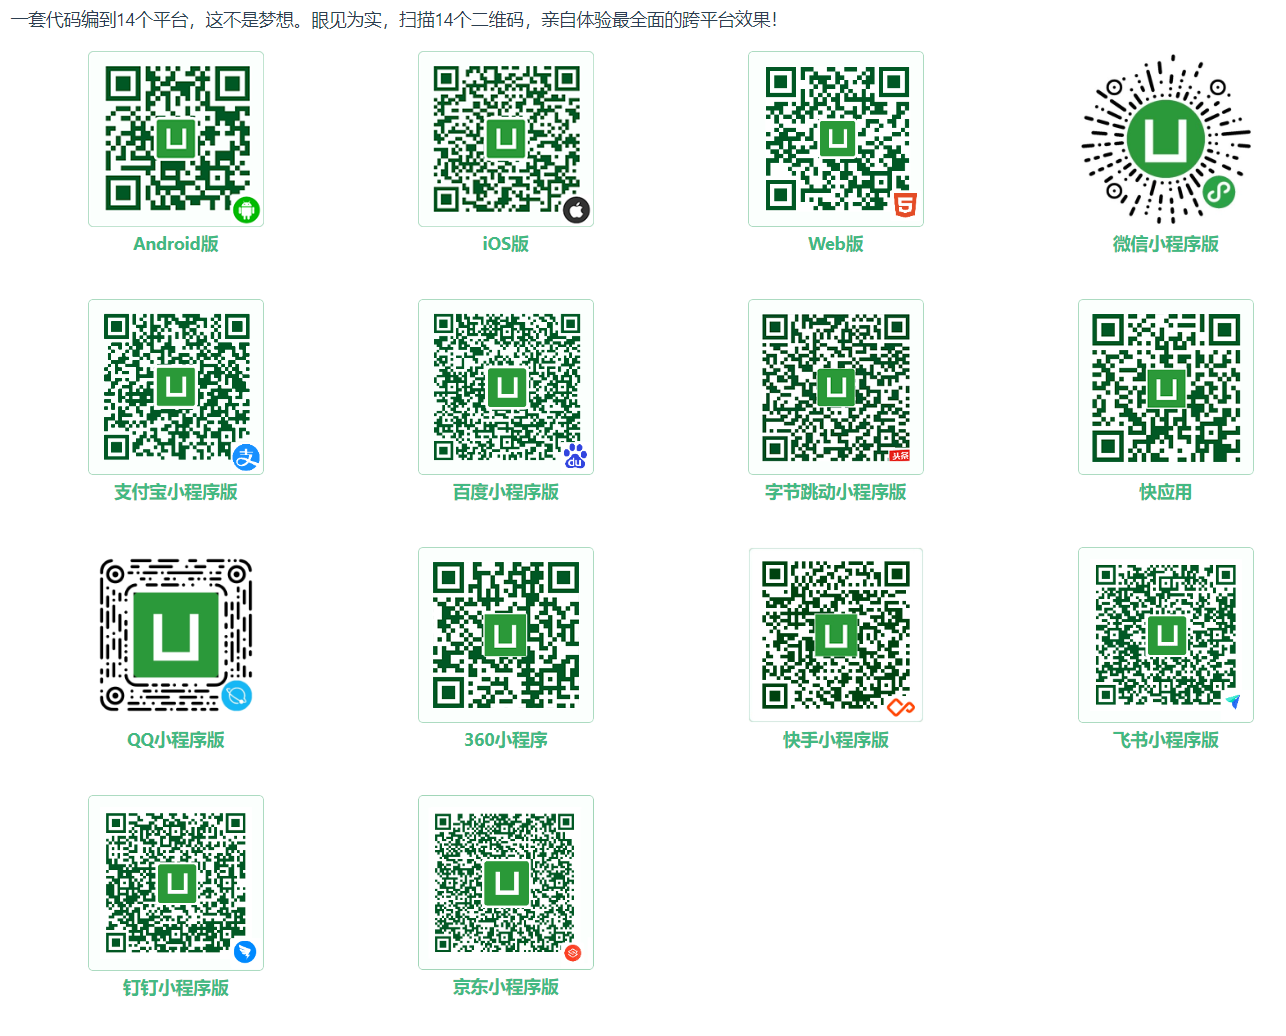 一套代码编到14个平台，这不是梦想。眼见为实，扫描14个二维码，亲自体验最全面的跨平台效果！
Android版
iOS版
Web版
微信小程序版
支付宝小程序版
百度小程序版
字节跳动小程序版
快应用
QQ小程序版
360小程序
快手小程序版
飞书小程序版
钉钉小程序版
京东小程序版
5
支
du
头条